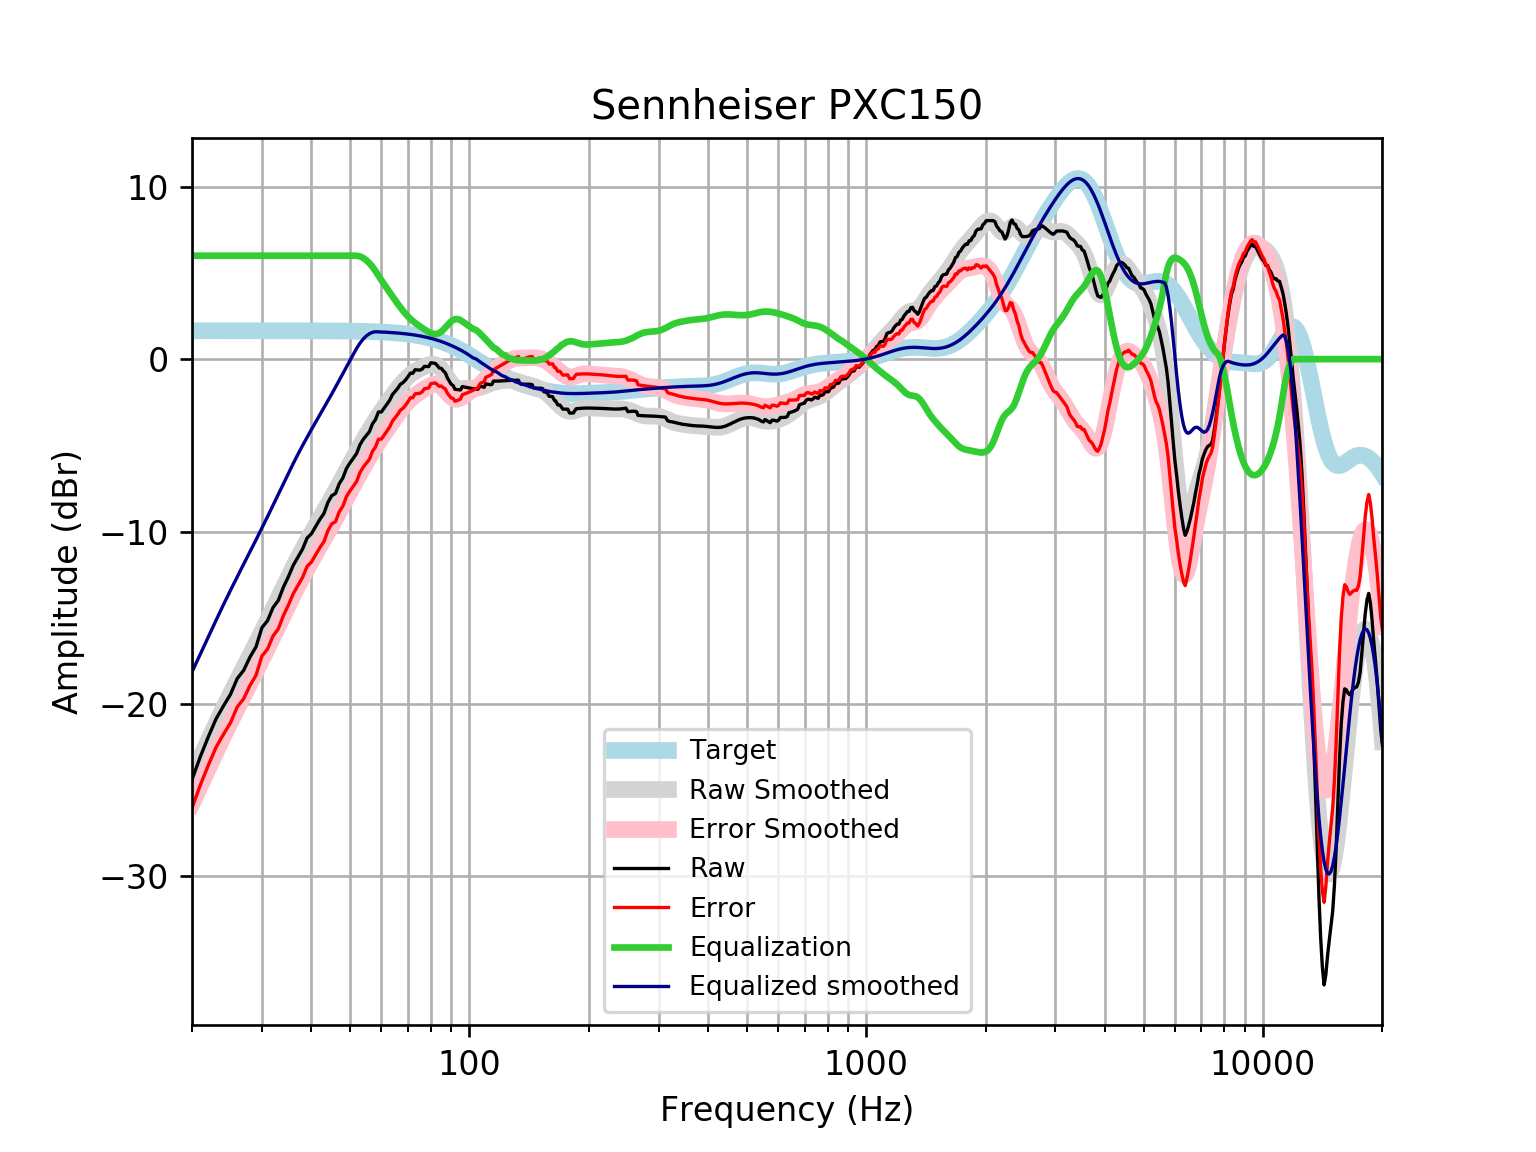 Sennheiser PXC150
10
0
−10
−20
−30
Amplitude (dBr)
Target
Raw Smoothed
Error Smoothed
Raw
Error
Equalization
Equalized smoothed
100
1000
10000
Frequency (Hz)